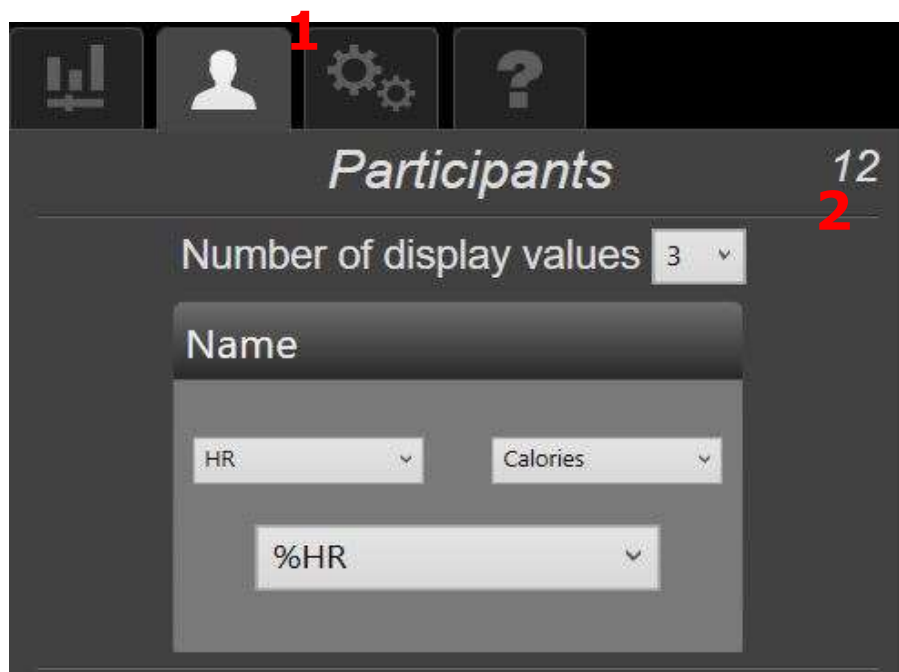 1
?
Participants 12
2
Number of display values 3
Name
HR Calories
%HR